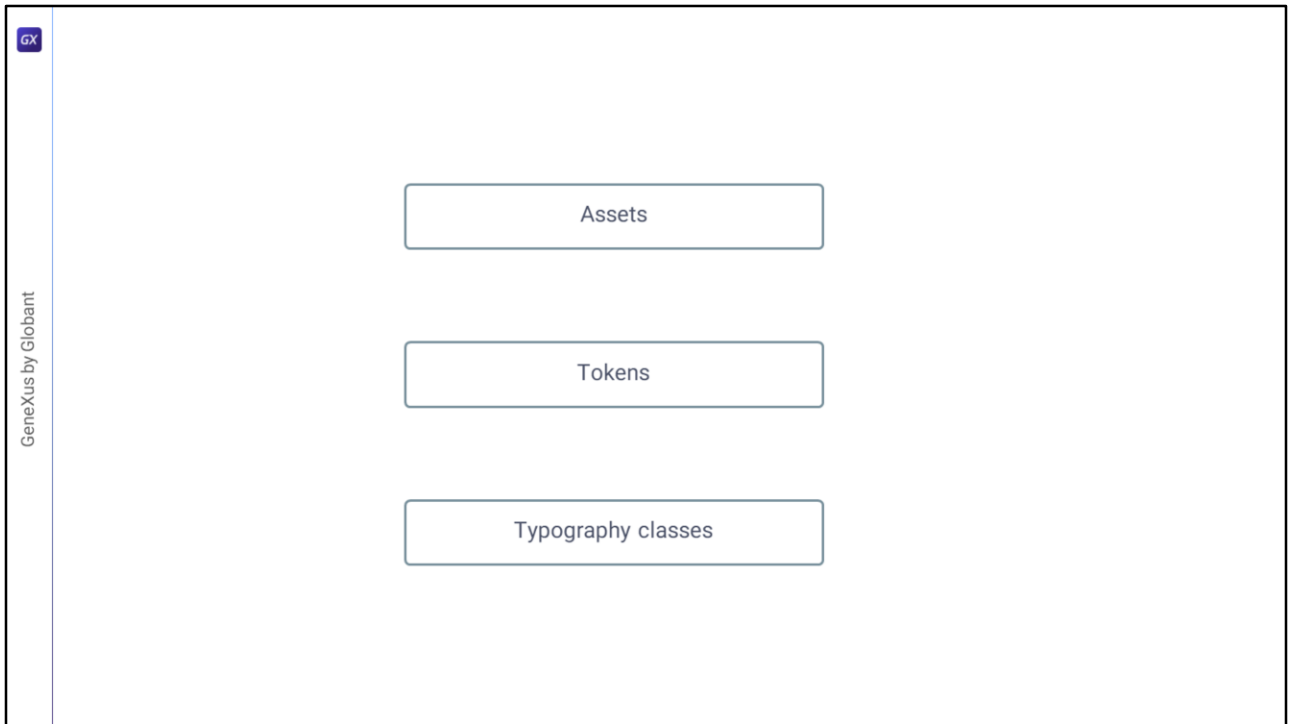 GX
GeneXus by Globant
Assets
Tokens
Typography classes